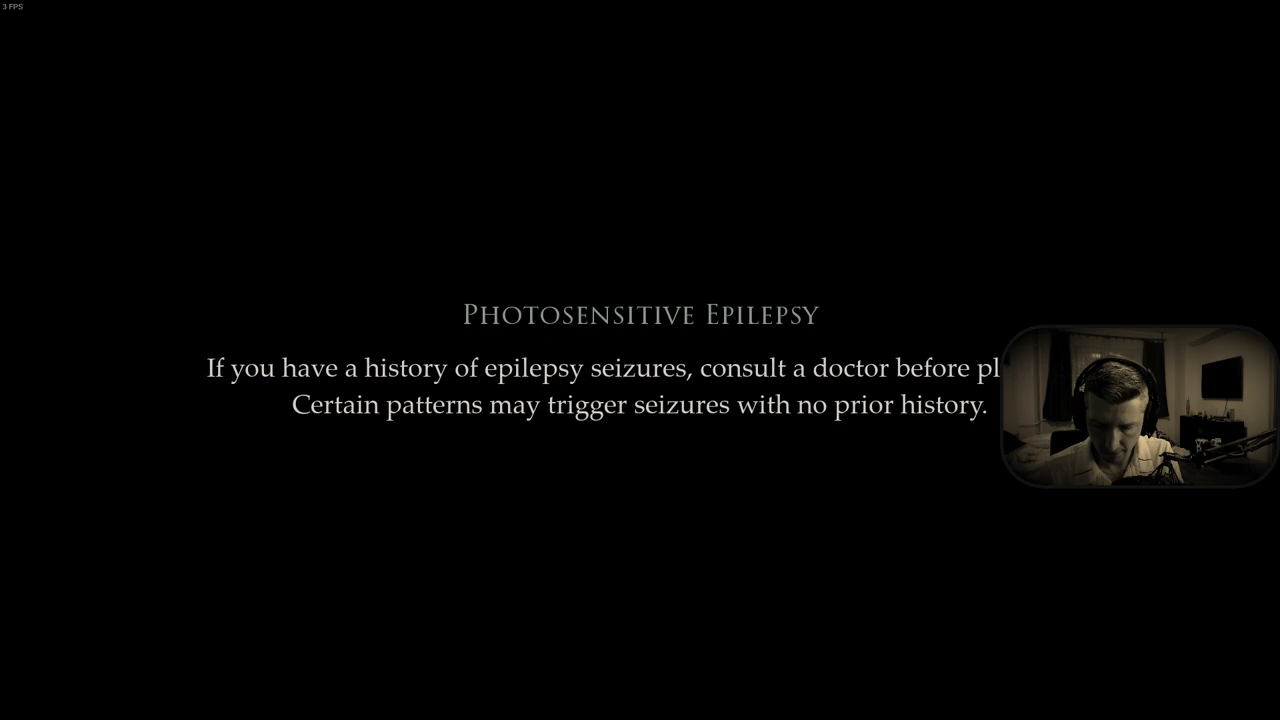 3 FPS
PHOTOSENSITIVE EPILEPSY
If you have a history of epilepsy seizures, consult a doctor before pl
Certain patterns may trigger seizures with no prior history.